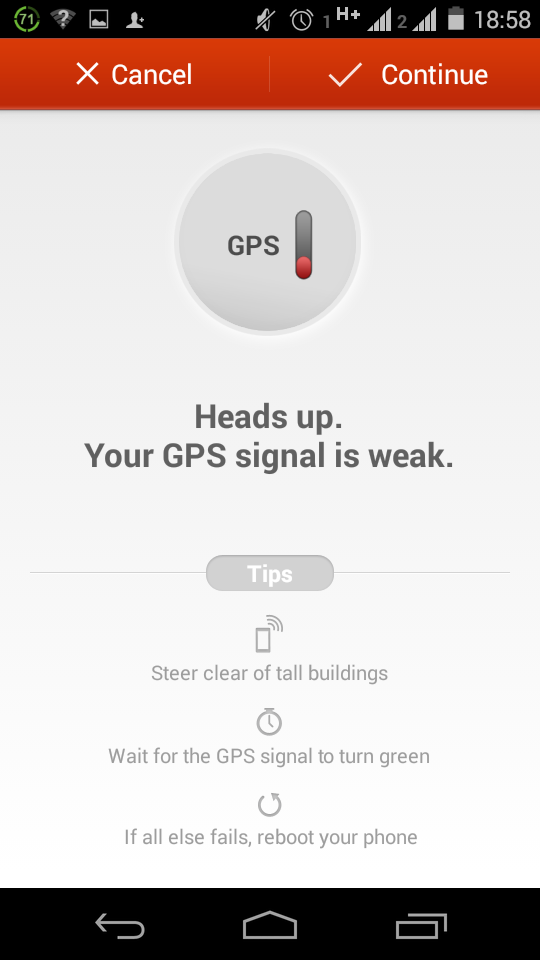 71 1 H+ 2 18:58
Cancel Continue
GPS
Heads up.
Your GPS signal is weak.
Tips
Steer clear of tall buildings
Wait for the GPS signal to turn green
If all else fails, reboot your phone